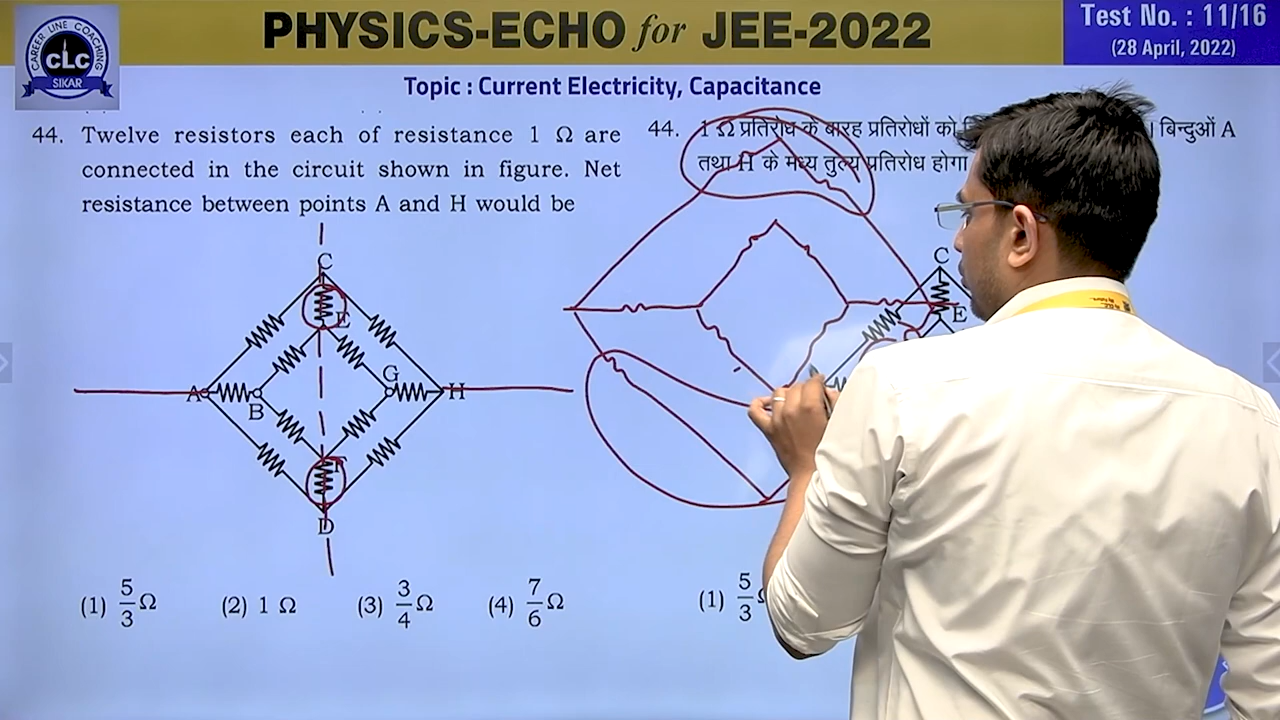 CAREER LINE COACHING
CLC
SIKAR
PHYSICS-ECHO for JEE-2022
Test No. : 11/16
(28 April, 2022)
Topic : Current Electricity, Capacitance
44. Twelve resistors each of resistance 1 Ω are
connected in the circuit shown in figure. Net
resistance between points A and H would be
C
E
G
A
B
H
F
D
(1) 5/3 Ω (2) 1 Ω (3) 3/4 Ω (4) 7/6 Ω
44. 1 Ω प्रतिरोध के बारह प्रतिरोधों को
। बिन्दुओं A
तथा H के मध्य तुल्य प्रतिरोध होगा
C
E
(1) 5/3 Ω